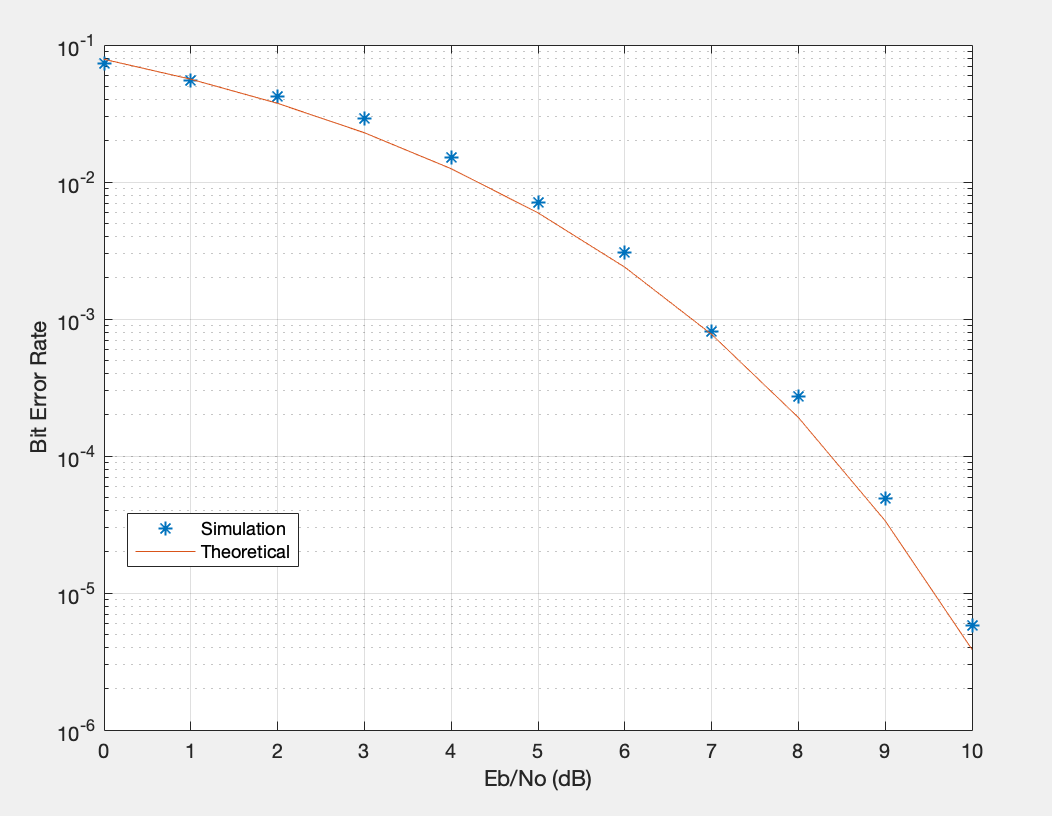 10-1
10-2
10-3
10-4
10-5
10-6
Bit Error Rate
Simulation
Theoretical
0 1 2 3 4 5 6 7 8 9 10
Eb/No (dB)